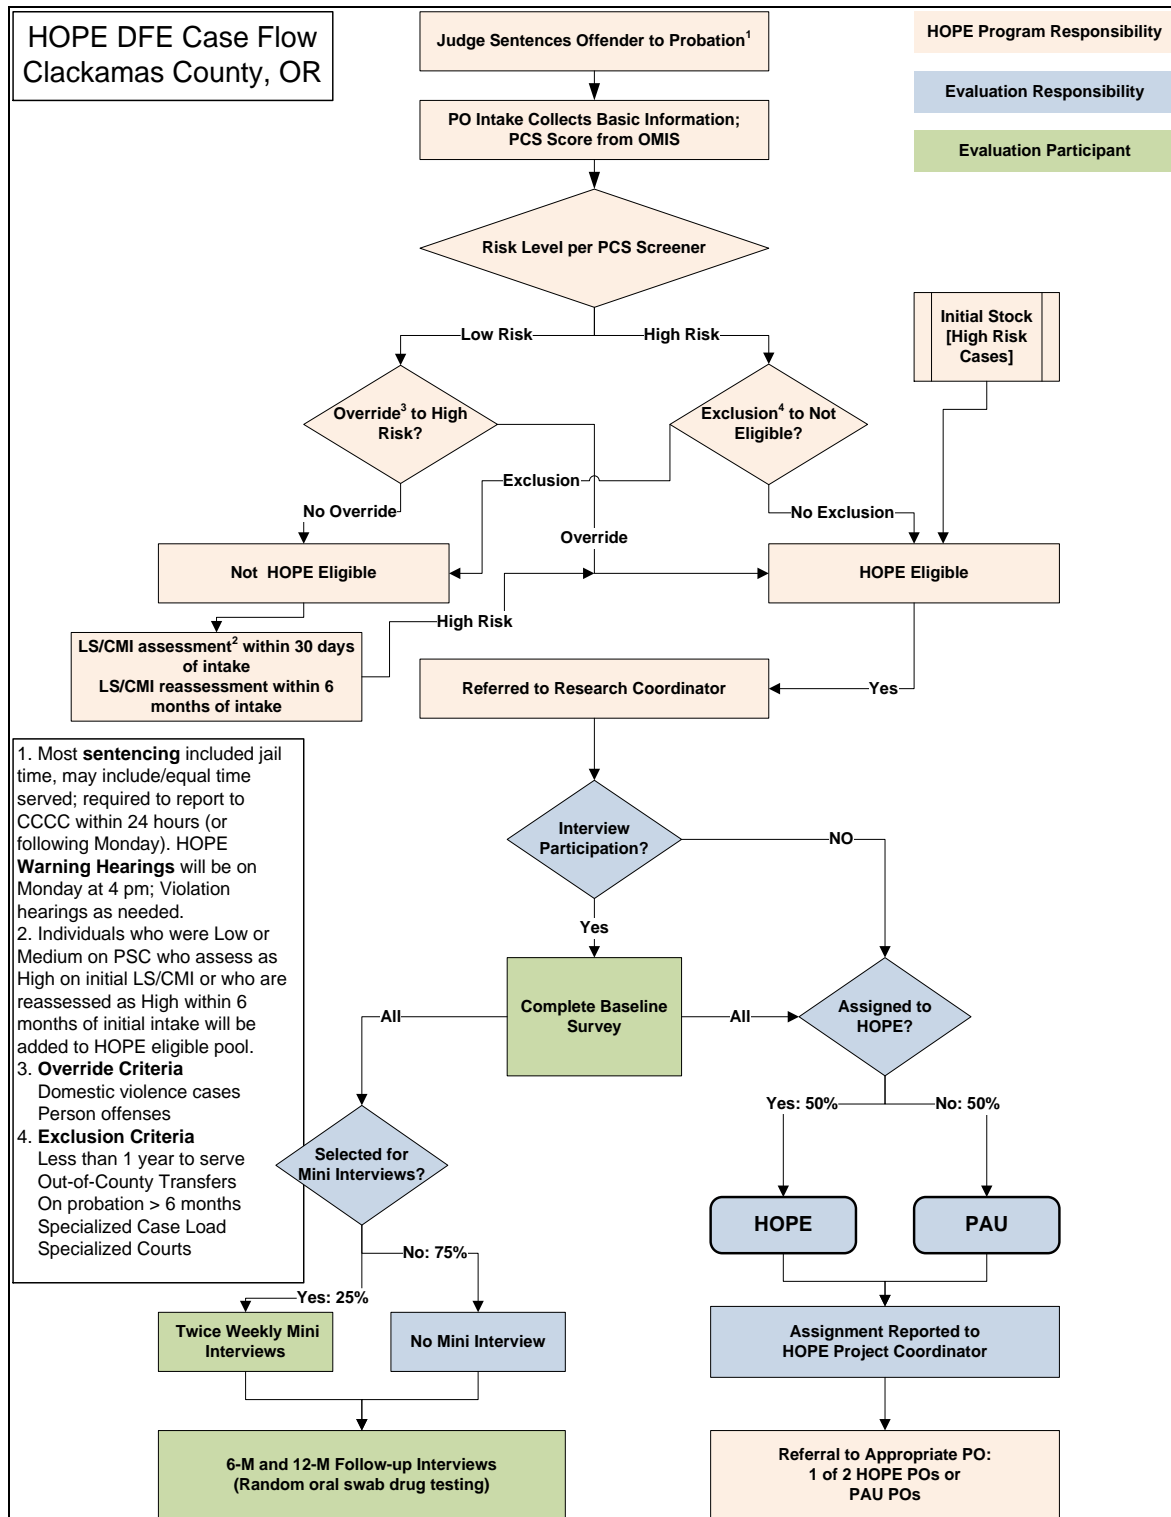 HOPE DFE Case Flow
Clackamas County, OR
Judge Sentences Offender to Probation1
HOPE Program Responsibility
Evaluation Responsibility
Evaluation Participant
PO Intake Collects Basic Information;
PCS Score from OMIS
Risk Level per PCS Screener
Low Risk
High Risk
Initial Stock
[High Risk
Cases]
Override3 to High
Risk?
Exclusion4 to Not
Eligible?
Exclusion
No Override
No Exclusion
Override
Not HOPE Eligible
HOPE Eligible
High Risk
LS/CMI assessment2 within 30 days
of intake
LS/CMI reassessment within 6
months of intake
Referred to Research Coordinator
Yes
1. Most sentencing included jail
time, may include/equal time
served; required to report to
CCCC within 24 hours (or
following Monday). HOPE
Warning Hearings will be on
Monday at 4 pm; Violation
hearings as needed.
2. Individuals who were Low or
Medium on PSC who assess as
High on initial LS/CMI or who are
reassessed as High within 6
months of initial intake will be
added to HOPE eligible pool.
3. Override Criteria
Domestic violence cases
Person offenses
4. Exclusion Criteria
Less than 1 year to serve
Out-of-County Transfers
On probation > 6 months
Specialized Case Load
Specialized Courts
Interview
Participation?
NO
Yes
Complete Baseline
Survey
All
All
Assigned to
HOPE?
Yes: 50%
No: 50%
Selected for
Mini Interviews?
HOPE
PAU
No: 75%
Yes: 25%
Twice Weekly Mini
Interviews
No Mini Interview
Assignment Reported to
HOPE Project Coordinator
6-M and 12-M Follow-up Interviews
(Random oral swab drug testing)
Referral to Appropriate PO:
1 of 2 HOPE POs or
PAU POs